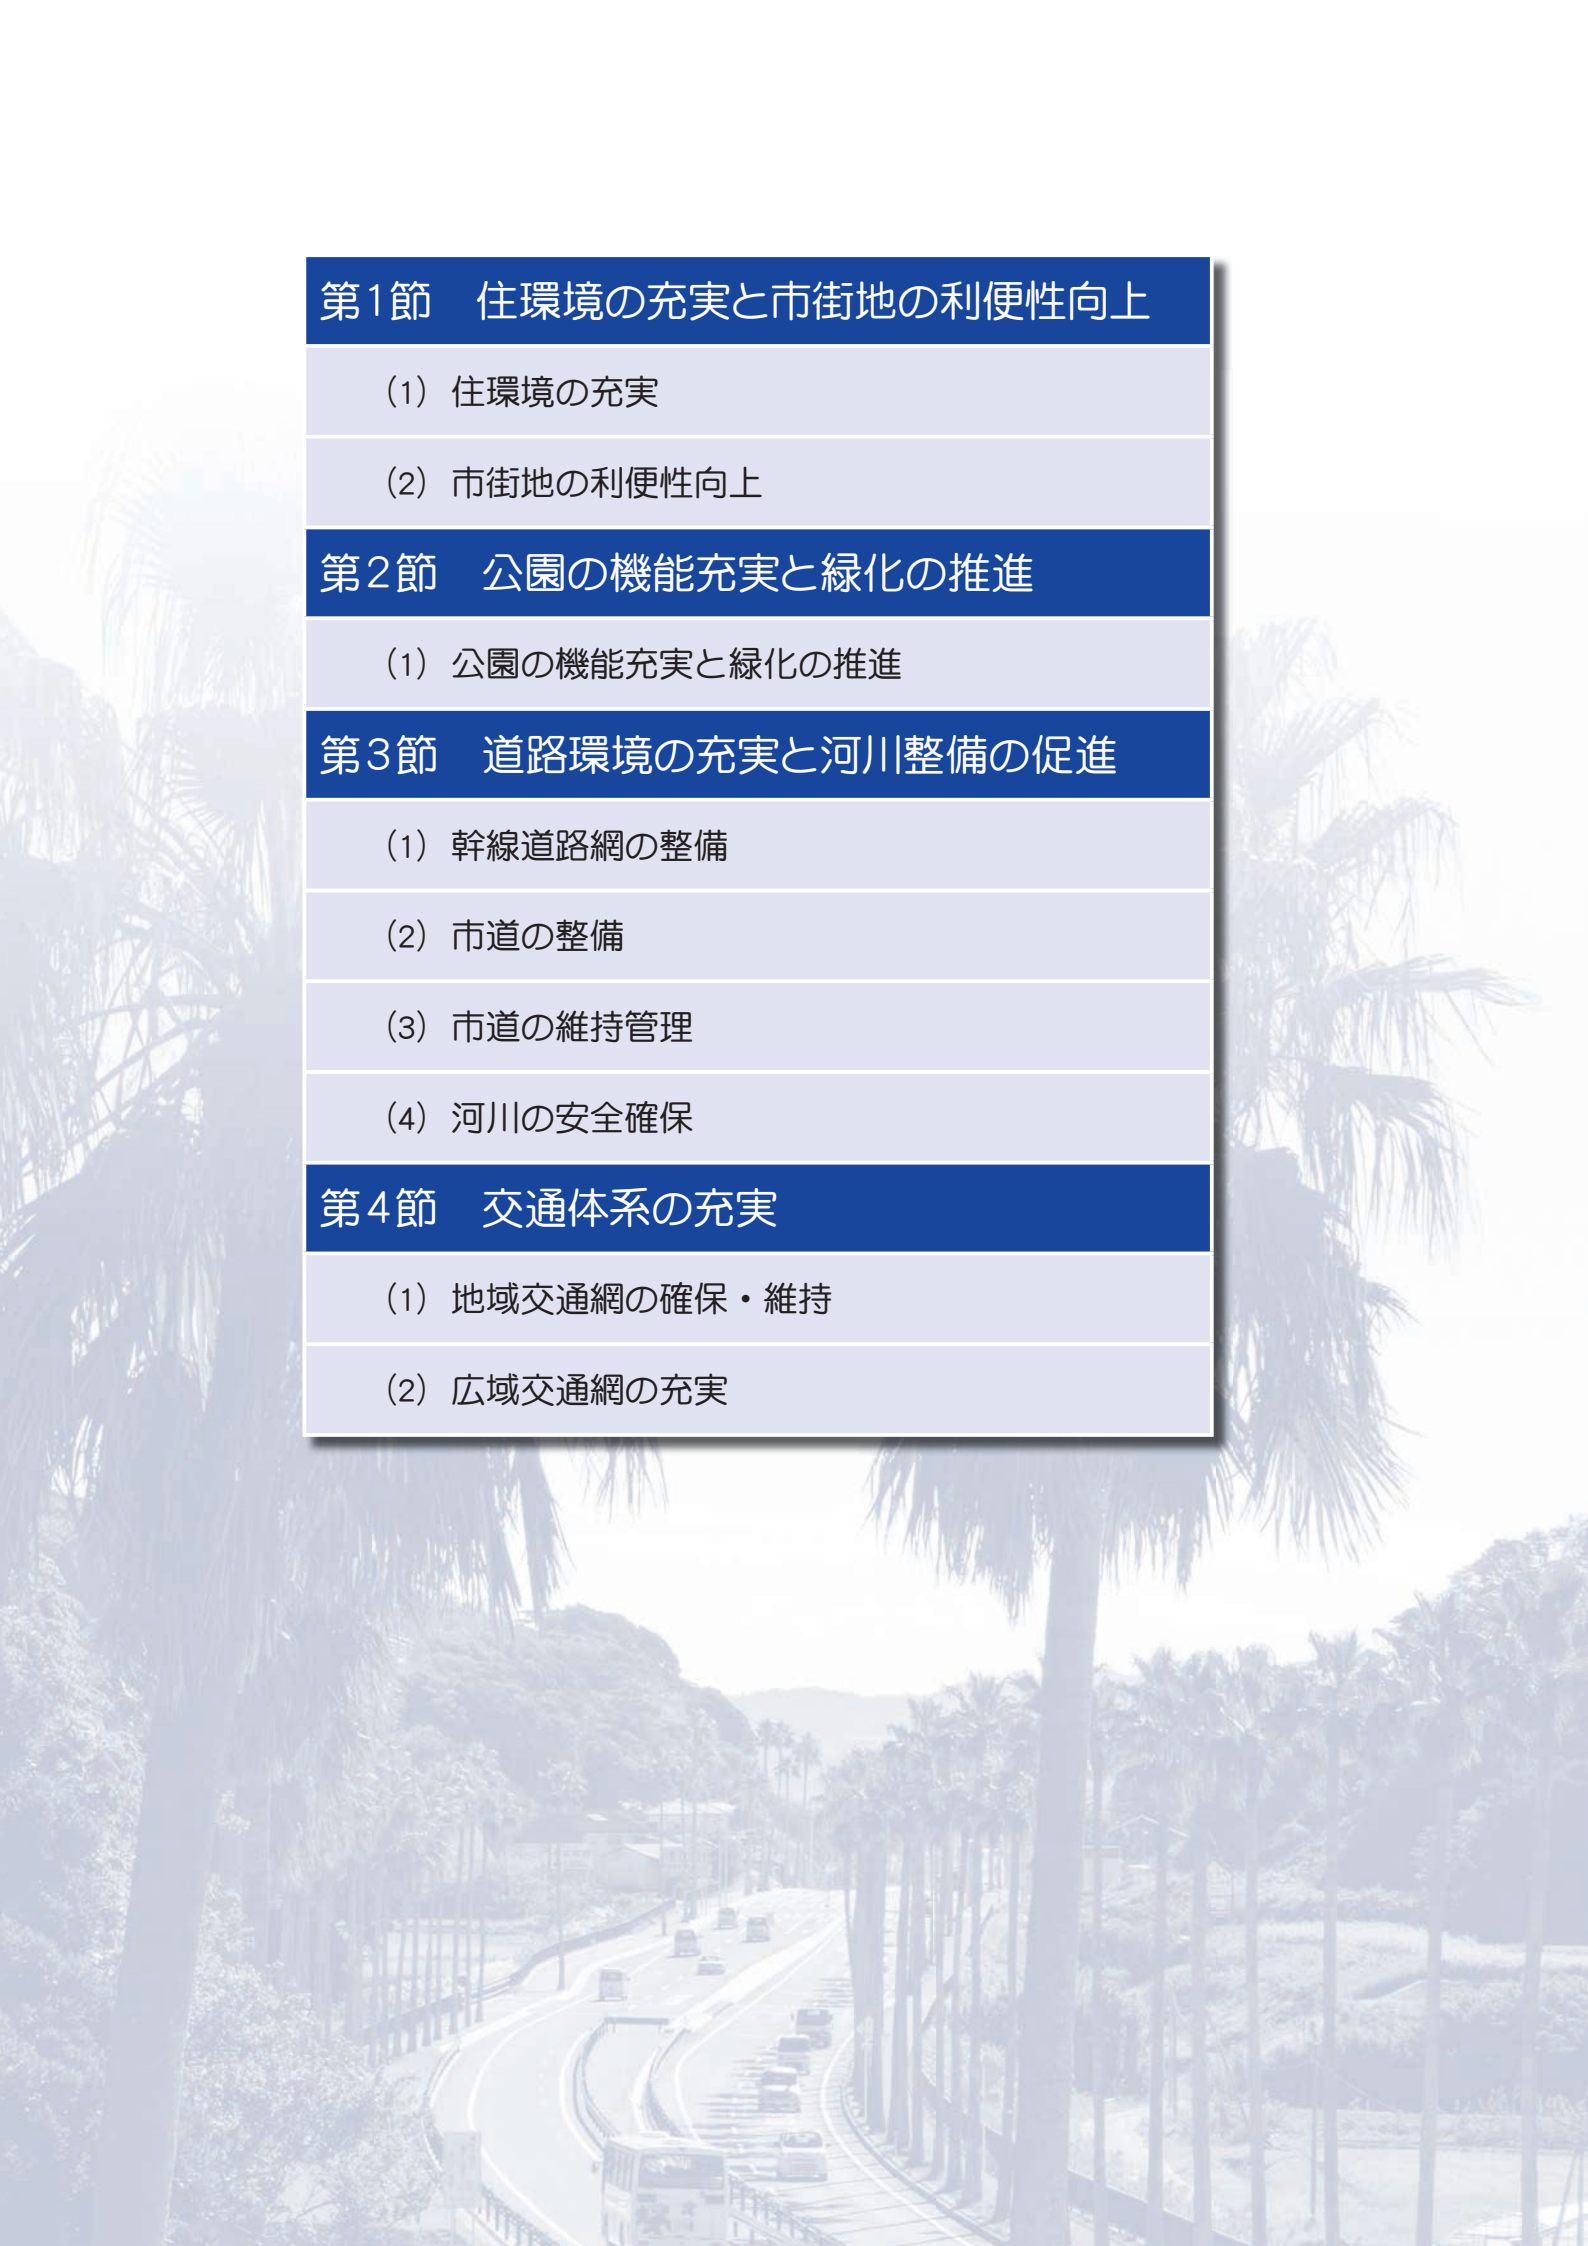 第1節　住環境の充実と市街地の利便性向上
（1）住環境の充実
（2）市街地の利便性向上
第2節　公園の機能充実と緑化の推進
（1）公園の機能充実と緑化の推進
第3節　道路環境の充実と河川整備の促進
（1）幹線道路網の整備
（2）市道の整備
（3）市道の維持管理
（4）河川の安全確保
第4節　交通体系の充実
（1）地域交通網の確保・維持
（2）広域交通網の充実